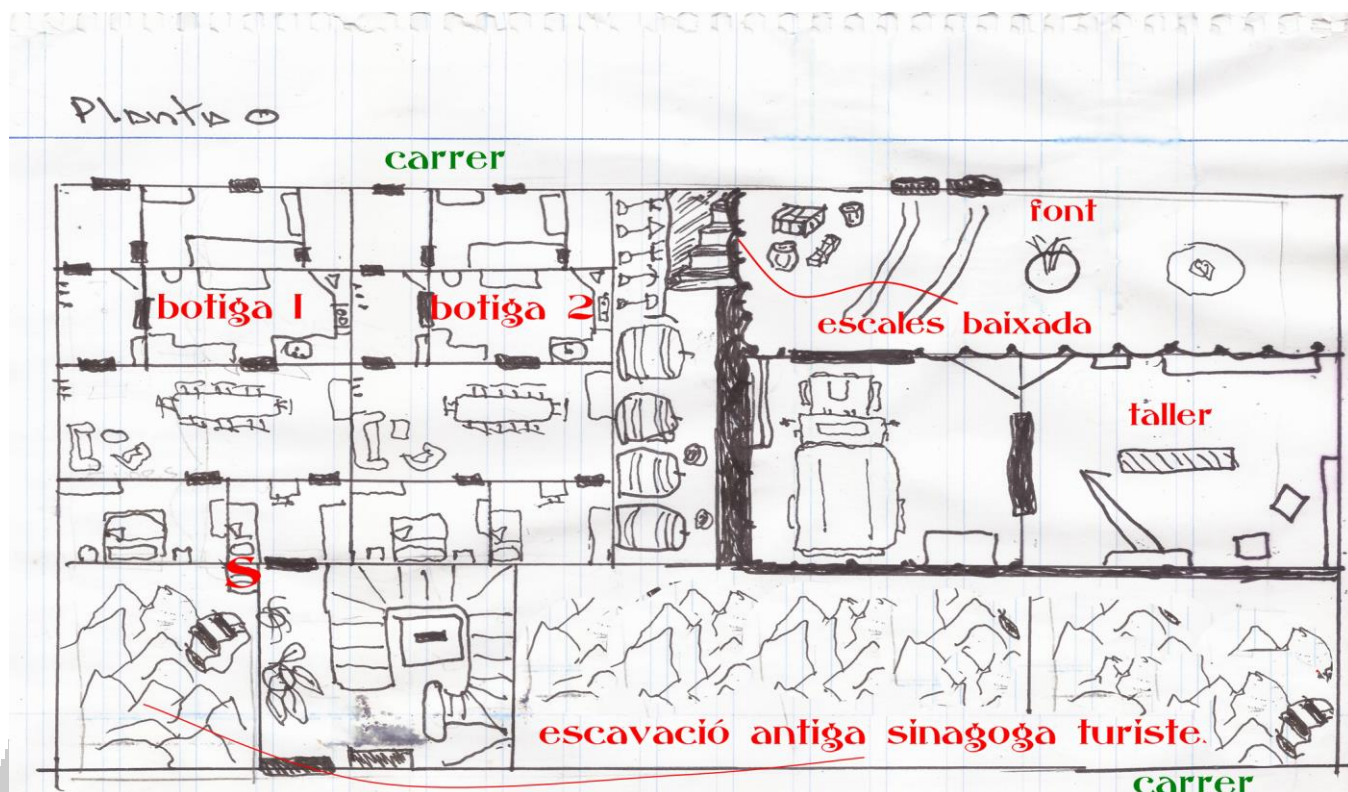 Planta 0
carrer
font
botiga 1
botiga 2
escales baixada
taller
S
escavació antiga sinagoga turiste.
carrer